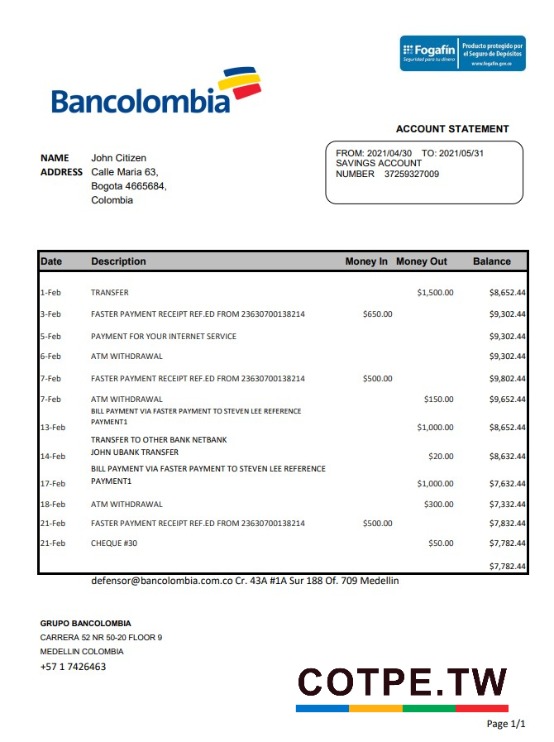 Fogafín
Seguridad para su dinero
Producto protegido por
el Seguro de Depósitos
www.fogafin.gov.co
Bancolombia
ACCOUNT STATEMENT
NAME John Citizen
ADDRESS Calle Maria 63,
Bogota 4665684,
Colombia
FROM: 2021/04/30 TO: 2021/05/31
SAVINGS ACCOUNT
NUMBER 37259327009
Date Description Money In Money Out Balance
1-Feb TRANSFER $1,500.00 $8,652.44
3-Feb FASTER PAYMENT RECEIPT REF.ED FROM 23630700138214 $650.00 $9,302.44
5-Feb PAYMENT FOR YOUR INTERNET SERVICE $9,302.44
6-Feb ATM WITHDRAWAL $9,302.44
7-Feb FASTER PAYMENT RECEIPT REF.ED FROM 23630700138214 $500.00 $9,802.44
7-Feb ATM WITHDRAWAL $150.00 $9,652.44
BILL PAYMENT VIA FASTER PAYMENT TO STEVEN LEE REFERENCE
PAYMENT1
13-Feb $1,000.00 $8,652.44
TRANSFER TO OTHER BANK NETBANK
JOHN UBANK TRANSFER
14-Feb $20.00 $8,632.44
BILL PAYMENT VIA FASTER PAYMENT TO STEVEN LEE REFERENCE
PAYMENT1
17-Feb $1,000.00 $7,632.44
18-Feb ATM WITHDRAWAL $300.00 $7,332.44
21-Feb FASTER PAYMENT RECEIPT REF.ED FROM 23630700138214 $500.00 $7,832.44
21-Feb CHEQUE #30 $50.00 $7,782.44
$7,782.44
defensor@bancolombia.com.co Cr. 43A #1A Sur 188 Of. 709 Medellin
GRUPO BANCOLOMBIA
CARRERA 52 NR 50-20 FLOOR 9
MEDELLIN COLOMBIA
+57 1 7426463
COTPE.TW
Page 1/1